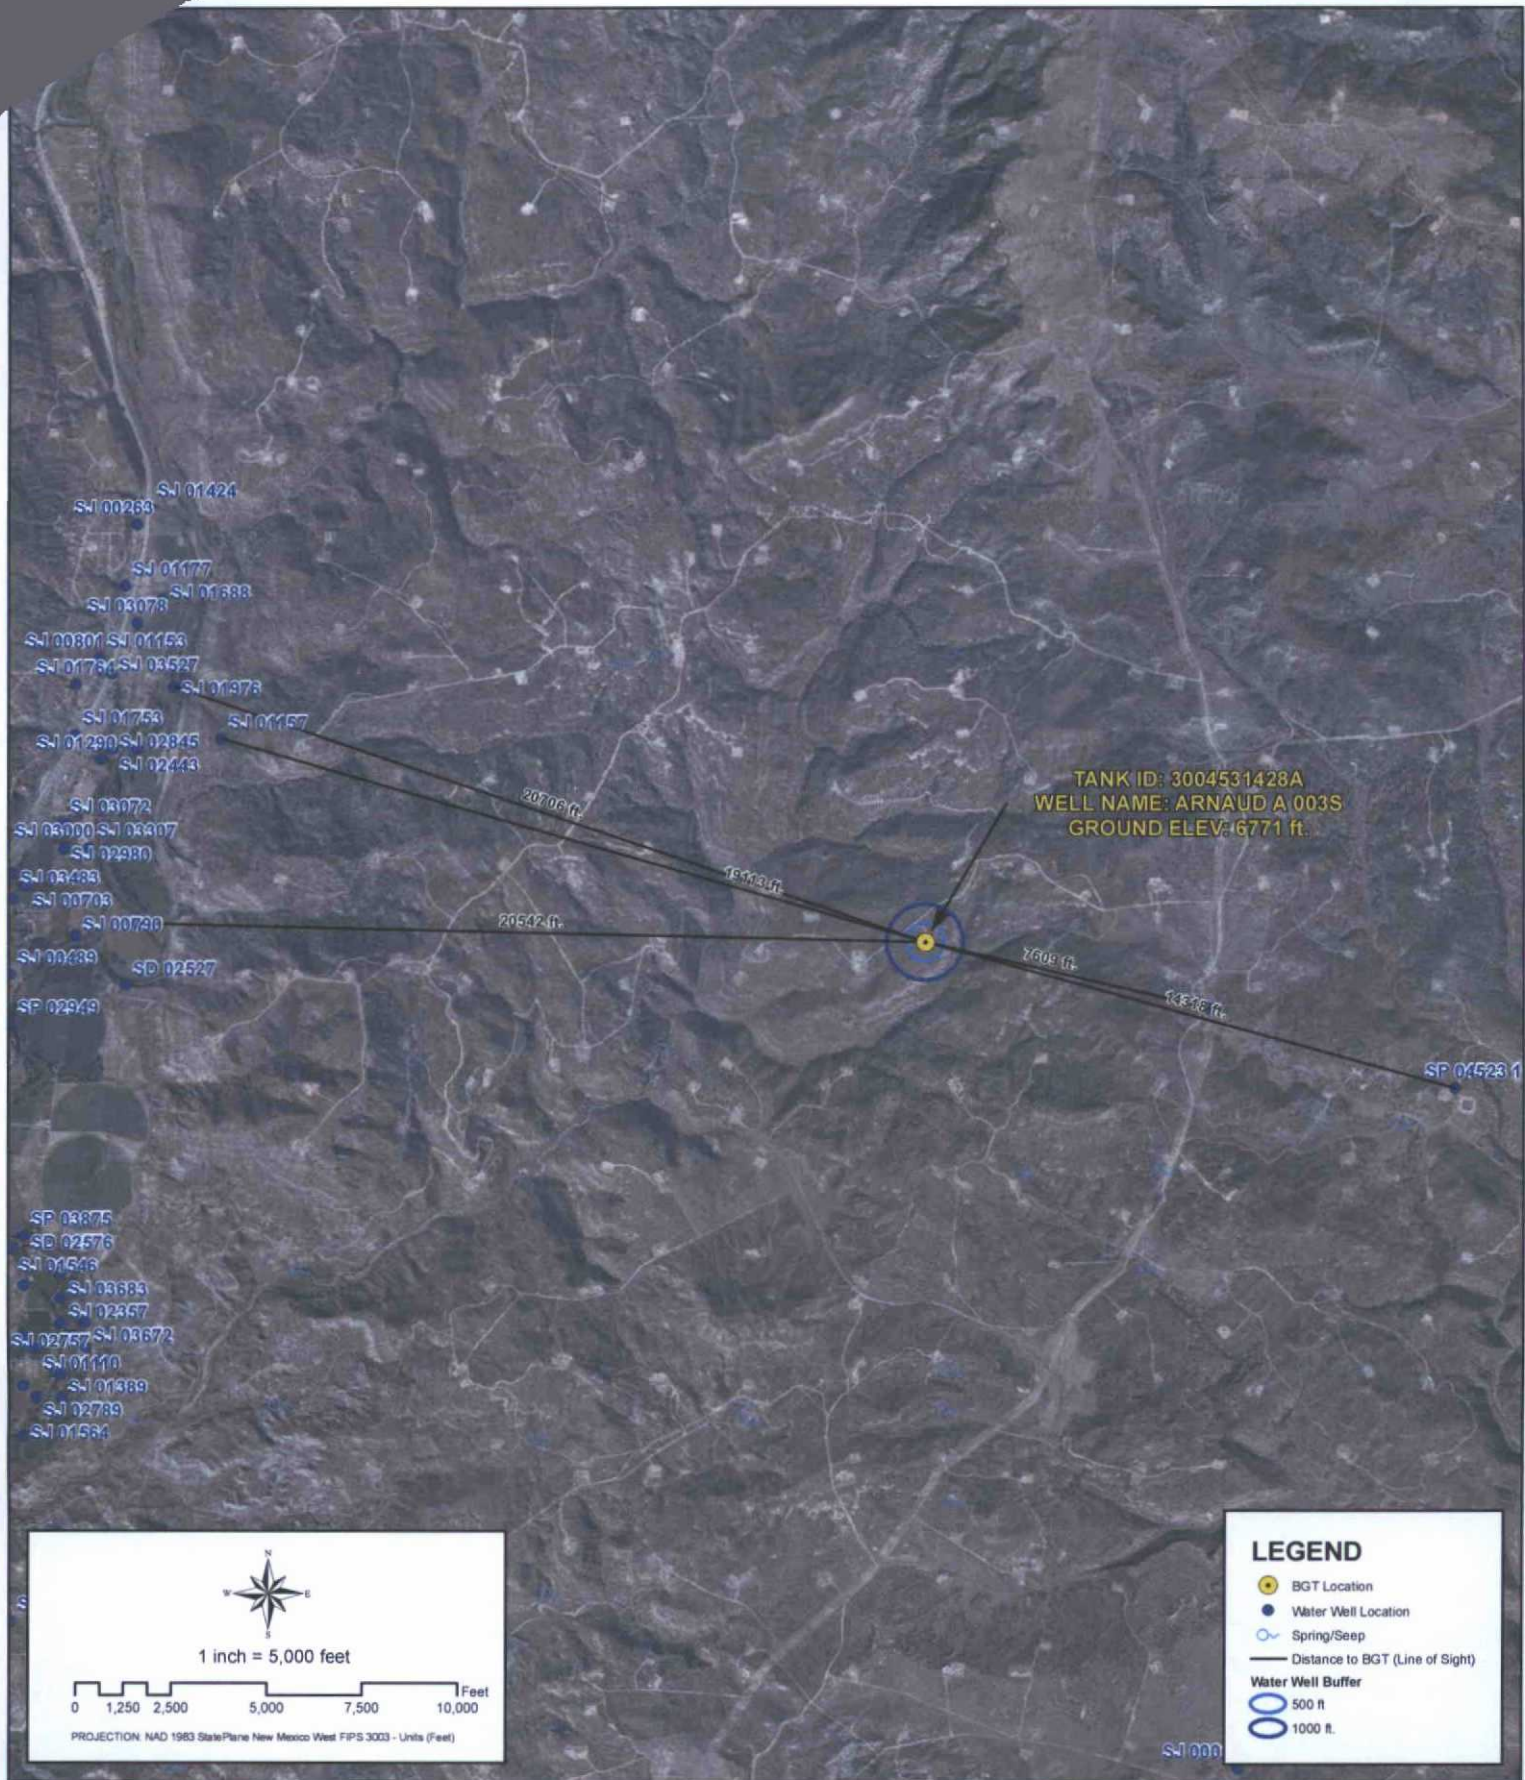 SJ 01424
SJ 00263
SJ 01177
SJ 01688
SJ 03078
SJ 00801 SJ 01153
SJ 01764 SJ 03527
SJ 01976
SJ 01753
SJ 01157
SJ 01290 SJ 02845
SJ 02443
SJ 03072
SJ 03000 SJ 03307
SJ 02980
SJ 03483
SJ 00703
SJ 00790
SJ 00489
SD 02527
SP 02949
20706 ft.
19113 ft.
20542 ft.
TANK ID: 3004531428A
WELL NAME: ARNAUD A 003S
GROUND ELEV: 6771 ft.
7609 ft.
14318 ft.
SP 04523 1
SP 03875
SD 02576
SJ 01546
SJ 03683
SJ 02357
SJ 02757 SJ 03672
SJ 01110
SJ 01389
SJ 02789
SJ 01564
N
W E
S
1 inch = 5,000 feet
Feet
0 1,250 2,500 5,000 7,500 10,000
PROJECTION: NAD 1983 StatePlane New Mexico West FIPS 3003 - Units (Feet)
SJ 000
LEGEND
BGT Location
Water Well Location
Spring/Seep
Distance to BGT (Line of Sight)
Water Well Buffer
500 ft
1000 ft.